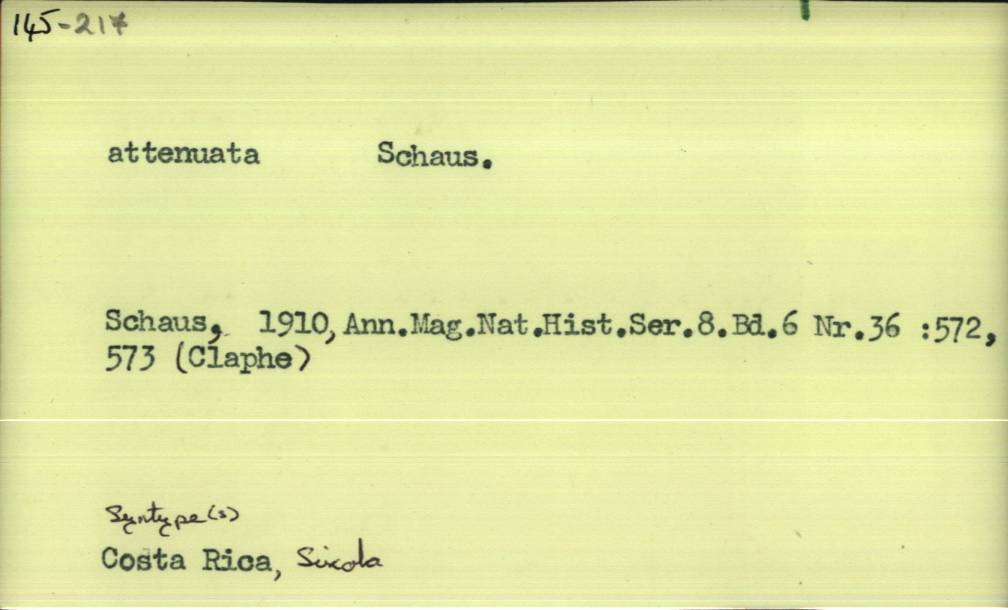 145-217
attenuata Schaus.
Schaus, 1910, Ann.Mag.Nat.Hist.Ser.8.Bd.6 Nr.36 :572,
573 (Claphe)
Syntype(s)
Costa Rica, Sixola